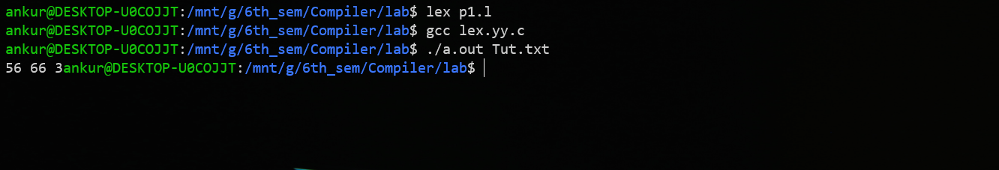 ankur@DESKTOP-U0COJJT:/mnt/g/6th_sem/Compiler/lab$ lex p1.l
ankur@DESKTOP-U0COJJT:/mnt/g/6th_sem/Compiler/lab$ gcc lex.yy.c
ankur@DESKTOP-U0COJJT:/mnt/g/6th_sem/Compiler/lab$ ./a.out Tut.txt
56 66 3ankur@DESKTOP-U0COJJT:/mnt/g/6th_sem/Compiler/lab$